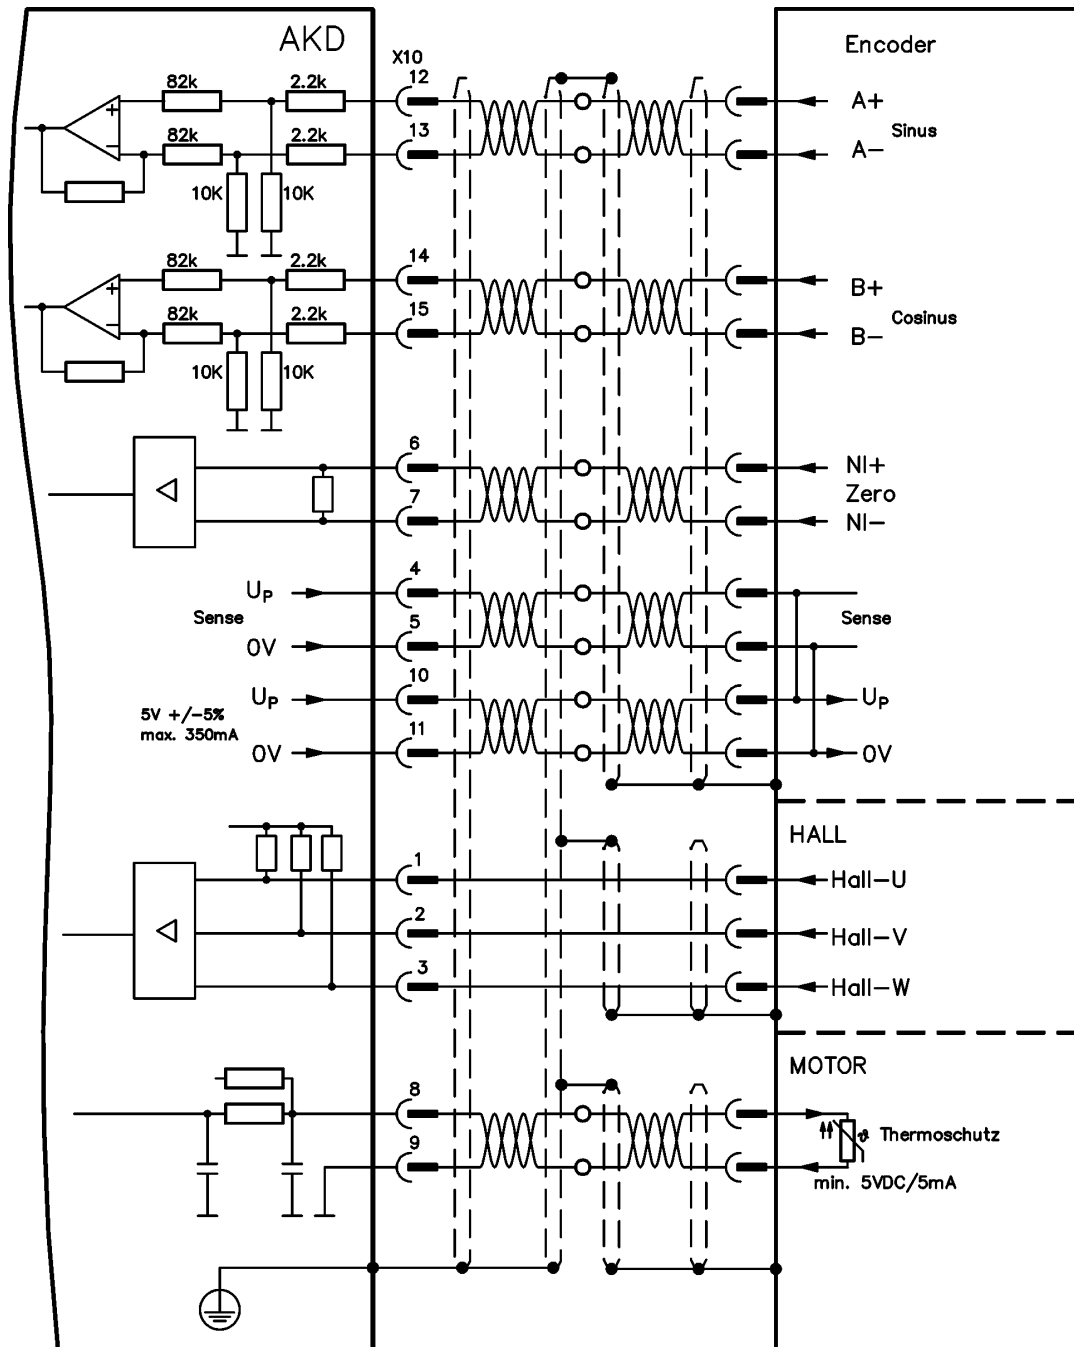 AKD
X10
Encoder
82k
2.2k
12
A+
Sinus
82k
2.2k
13
A-
10K
10K
82k
2.2k
14
B+
Cosinus
82k
2.2k
15
B-
10K
10K
6
NI+
Zero
7
NI-
UP
4
Sense
Sense
0V
5
UP
10
UP
5V +/-5%
max. 350mA
0V
11
0V
HALL
1
Hall-U
2
Hall-V
3
Hall-W
MOTOR
8
ϑ Thermoschutz
9
min. 5VDC/5mA